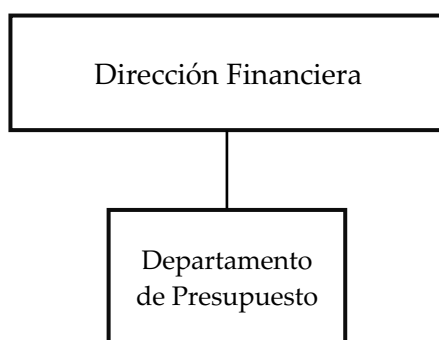 Dirección Financiera
Departamento
de Presupuesto